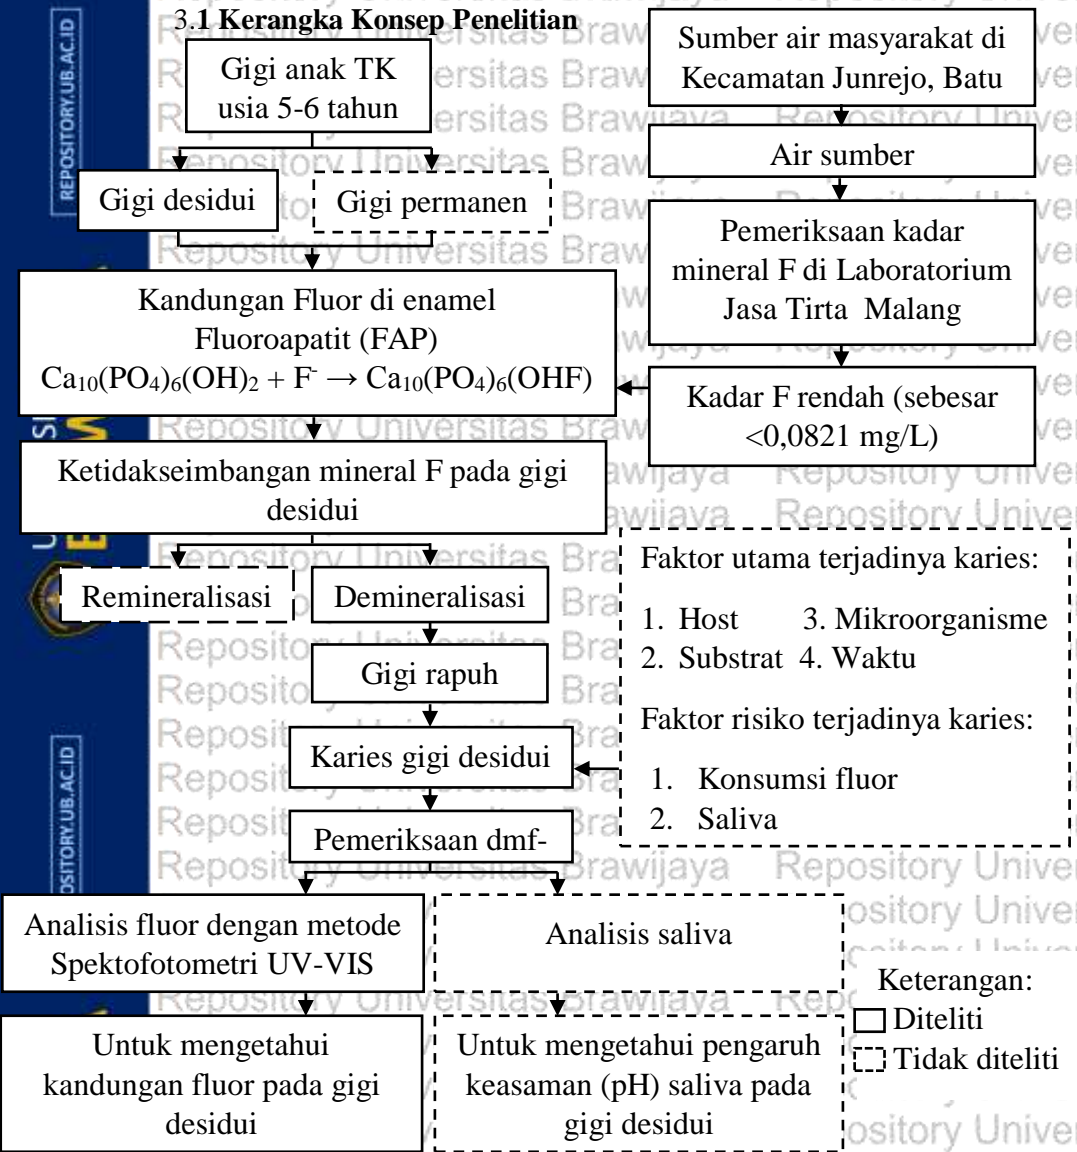 3.1 Kerangka Konsep Penelitian
Gigi anak TK
usia 5-6 tahun
Gigi desidui
Gigi permanen
Kandungan Fluor di enamel
Fluoroapatit (FAP)
Ca₁₀(PO₄)₆(OH)₂ + F⁻ → Ca₁₀(PO₄)₆(OHF)
Sumber air masyarakat di
Kecamatan Junrejo, Batu
Air sumber
Pemeriksaan kadar
mineral F di Laboratorium
Jasa Tirta Malang
Kadar F rendah (sebesar
<0,0821 mg/L)
Ketidakseimbangan mineral F pada gigi
desidui
Remineralisasi
Demineralisasi
Gigi rapuh
Karies gigi desidui
Faktor utama terjadinya karies:
1. Host 3. Mikroorganisme
2. Substrat 4. Waktu
Faktor risiko terjadinya karies:
1. Konsumsi fluor
2. Saliva
Pemeriksaan dmf-
Analisis fluor dengan metode
Spektofotometri UV-VIS
Analisis saliva
Untuk mengetahui
kandungan fluor pada gigi
desidui
Untuk mengetahui pengaruh
keasaman (pH) saliva pada
gigi desidui
Keterangan:
Diteliti
Tidak diteliti
REPOSITORY.UB.AC.ID